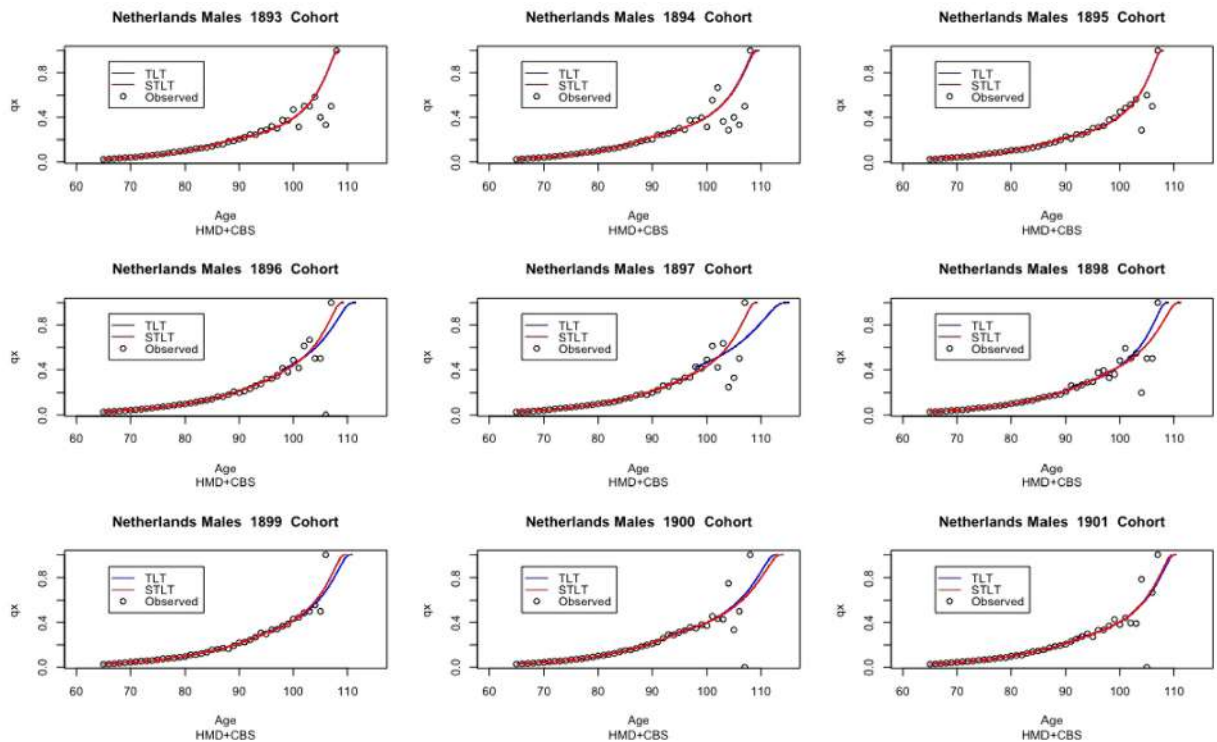 Netherlands Males 1893 Cohort
qx
0.0 0.4 0.8
TLT
STLT
Observed
60 70 80 90 100 110
Age
HMD+CBS
Netherlands Males 1894 Cohort
qx
0.0 0.4 0.8
TLT
STLT
Observed
60 70 80 90 100 110
Age
HMD+CBS
Netherlands Males 1895 Cohort
qx
0.0 0.4 0.8
TLT
STLT
Observed
60 70 80 90 100 110
Age
HMD+CBS
Netherlands Males 1896 Cohort
qx
0.0 0.4 0.8
TLT
STLT
Observed
60 70 80 90 100 110
Age
HMD+CBS
Netherlands Males 1897 Cohort
qx
0.0 0.4 0.8
TLT
STLT
Observed
60 70 80 90 100 110
Age
HMD+CBS
Netherlands Males 1898 Cohort
qx
0.0 0.4 0.8
TLT
STLT
Observed
60 70 80 90 100 110
Age
HMD+CBS
Netherlands Males 1899 Cohort
qx
0.0 0.4 0.8
TLT
STLT
Observed
60 70 80 90 100 110
Age
HMD+CBS
Netherlands Males 1900 Cohort
qx
0.0 0.4 0.8
TLT
STLT
Observed
60 70 80 90 100 110
Age
HMD+CBS
Netherlands Males 1901 Cohort
qx
0.0 0.4 0.8
TLT
STLT
Observed
60 70 80 90 100 110
Age
HMD+CBS